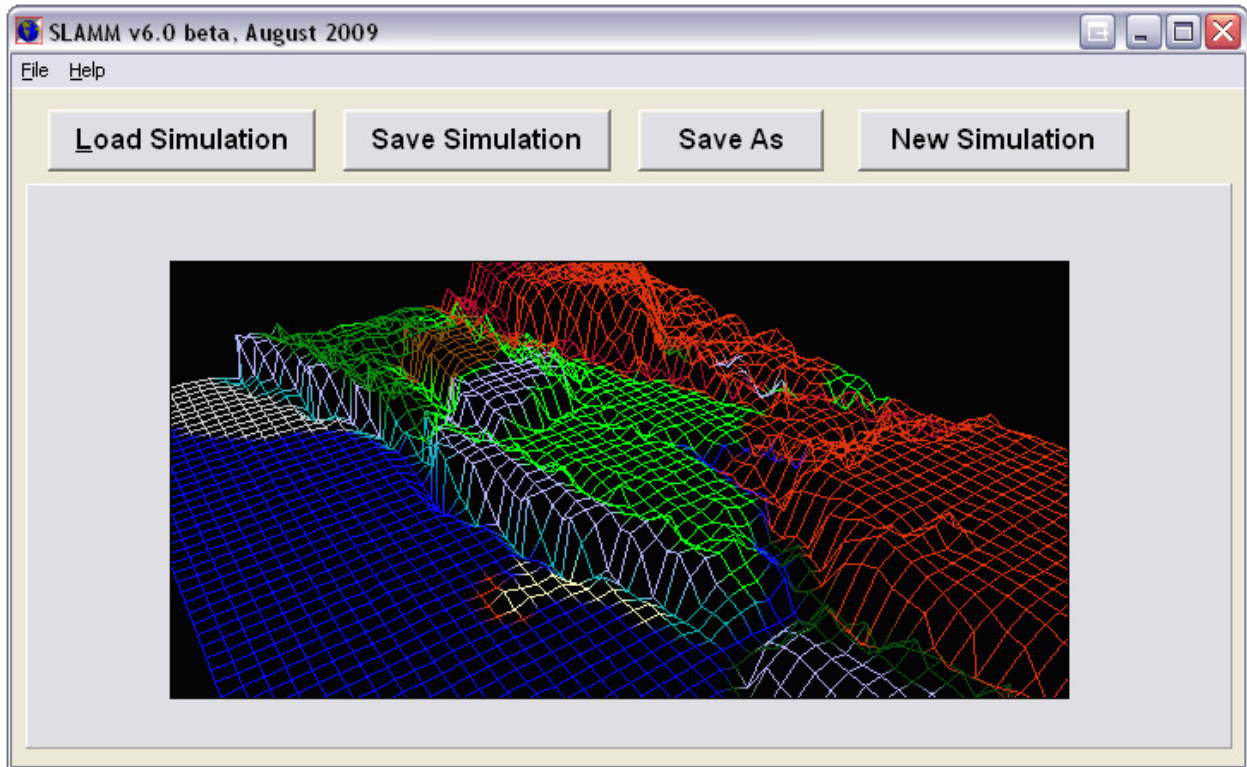 SLAMM v6.0 beta, August 2009
File Help
Load Simulation Save Simulation Save As New Simulation